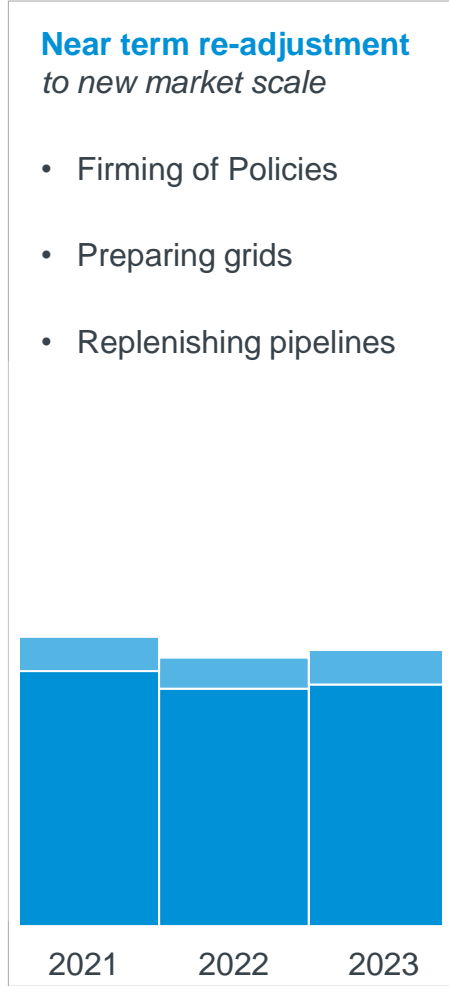 Near term re-adjustment
to new market scale
• Firming of Policies
• Preparing grids
• Replenishing pipelines
2021 2022 2023